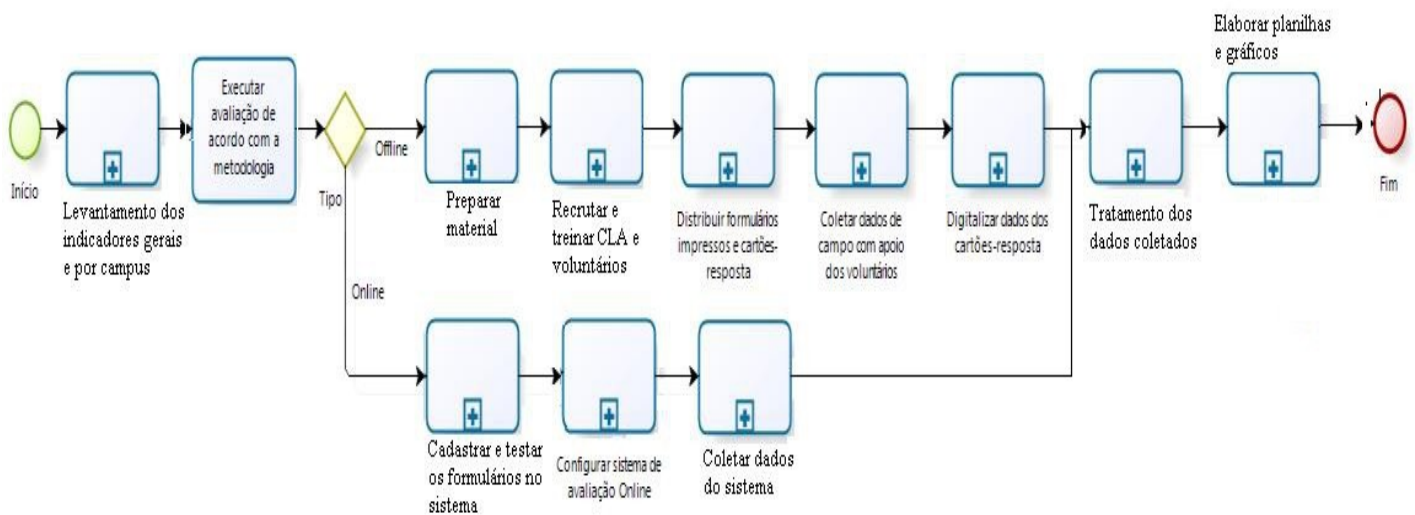 Elaborar planilhas
e gráficos
Executar
avaliação de
acordo com a
metodologia
Início
Levantamento dos
indicadores gerais
e por campus
Tipo
Offline
Preparar
material
Recrutar e
treinar CLA e
voluntários
Distribuir formulários
impressos e cartões-
resposta
Coletar dados de
campo com apoio
dos voluntários
Digitalizar dados dos
cartões-resposta
Tratamento dos
dados coletados
Fim
Online
Cadastrar e testar
os formulários no
sistema
Configurar sistema de
avaliação Online
Coletar dados
do sistema